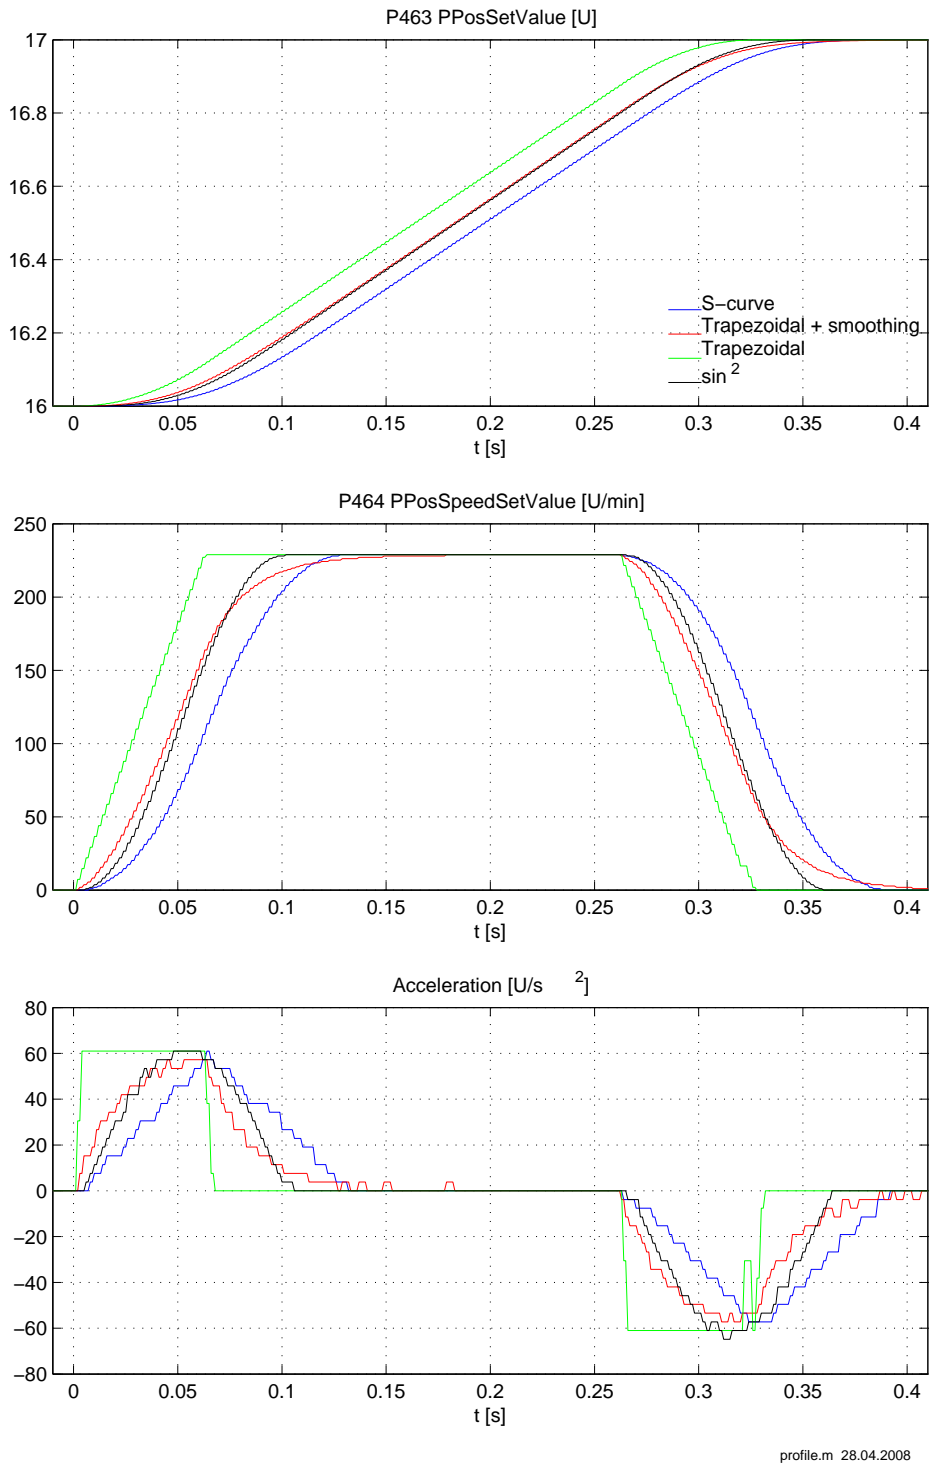 P463 PPosSetValue [U]
17
16.8
16.6
16.4
16.2
16
S−curve
Trapezoidal + smoothing
Trapezoidal
sin 2
0 0.05 0.1 0.15 0.2 0.25 0.3 0.35 0.4
t [s]
P464 PPosSpeedSetValue [U/min]
250
200
150
100
50
0
0 0.05 0.1 0.15 0.2 0.25 0.3 0.35 0.4
t [s]
Acceleration [U/s 2]
80
60
40
20
0
−20
−40
−60
−80
0 0.05 0.1 0.15 0.2 0.25 0.3 0.35 0.4
t [s]
profile.m 28.04.2008